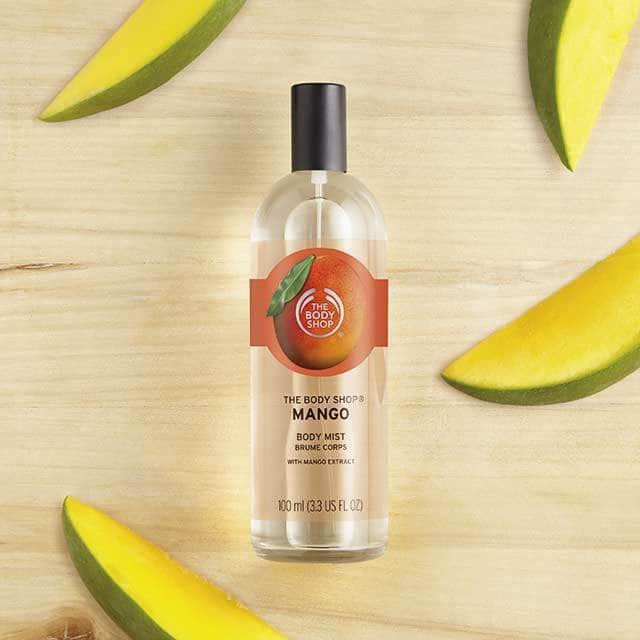 THE
BODY
SHOP
®
THE BODY SHOP®
MANGO
BODY MIST
BRUME CORPS
WITH MANGO EXTRACT
100 ml (3.3 US FL OZ)